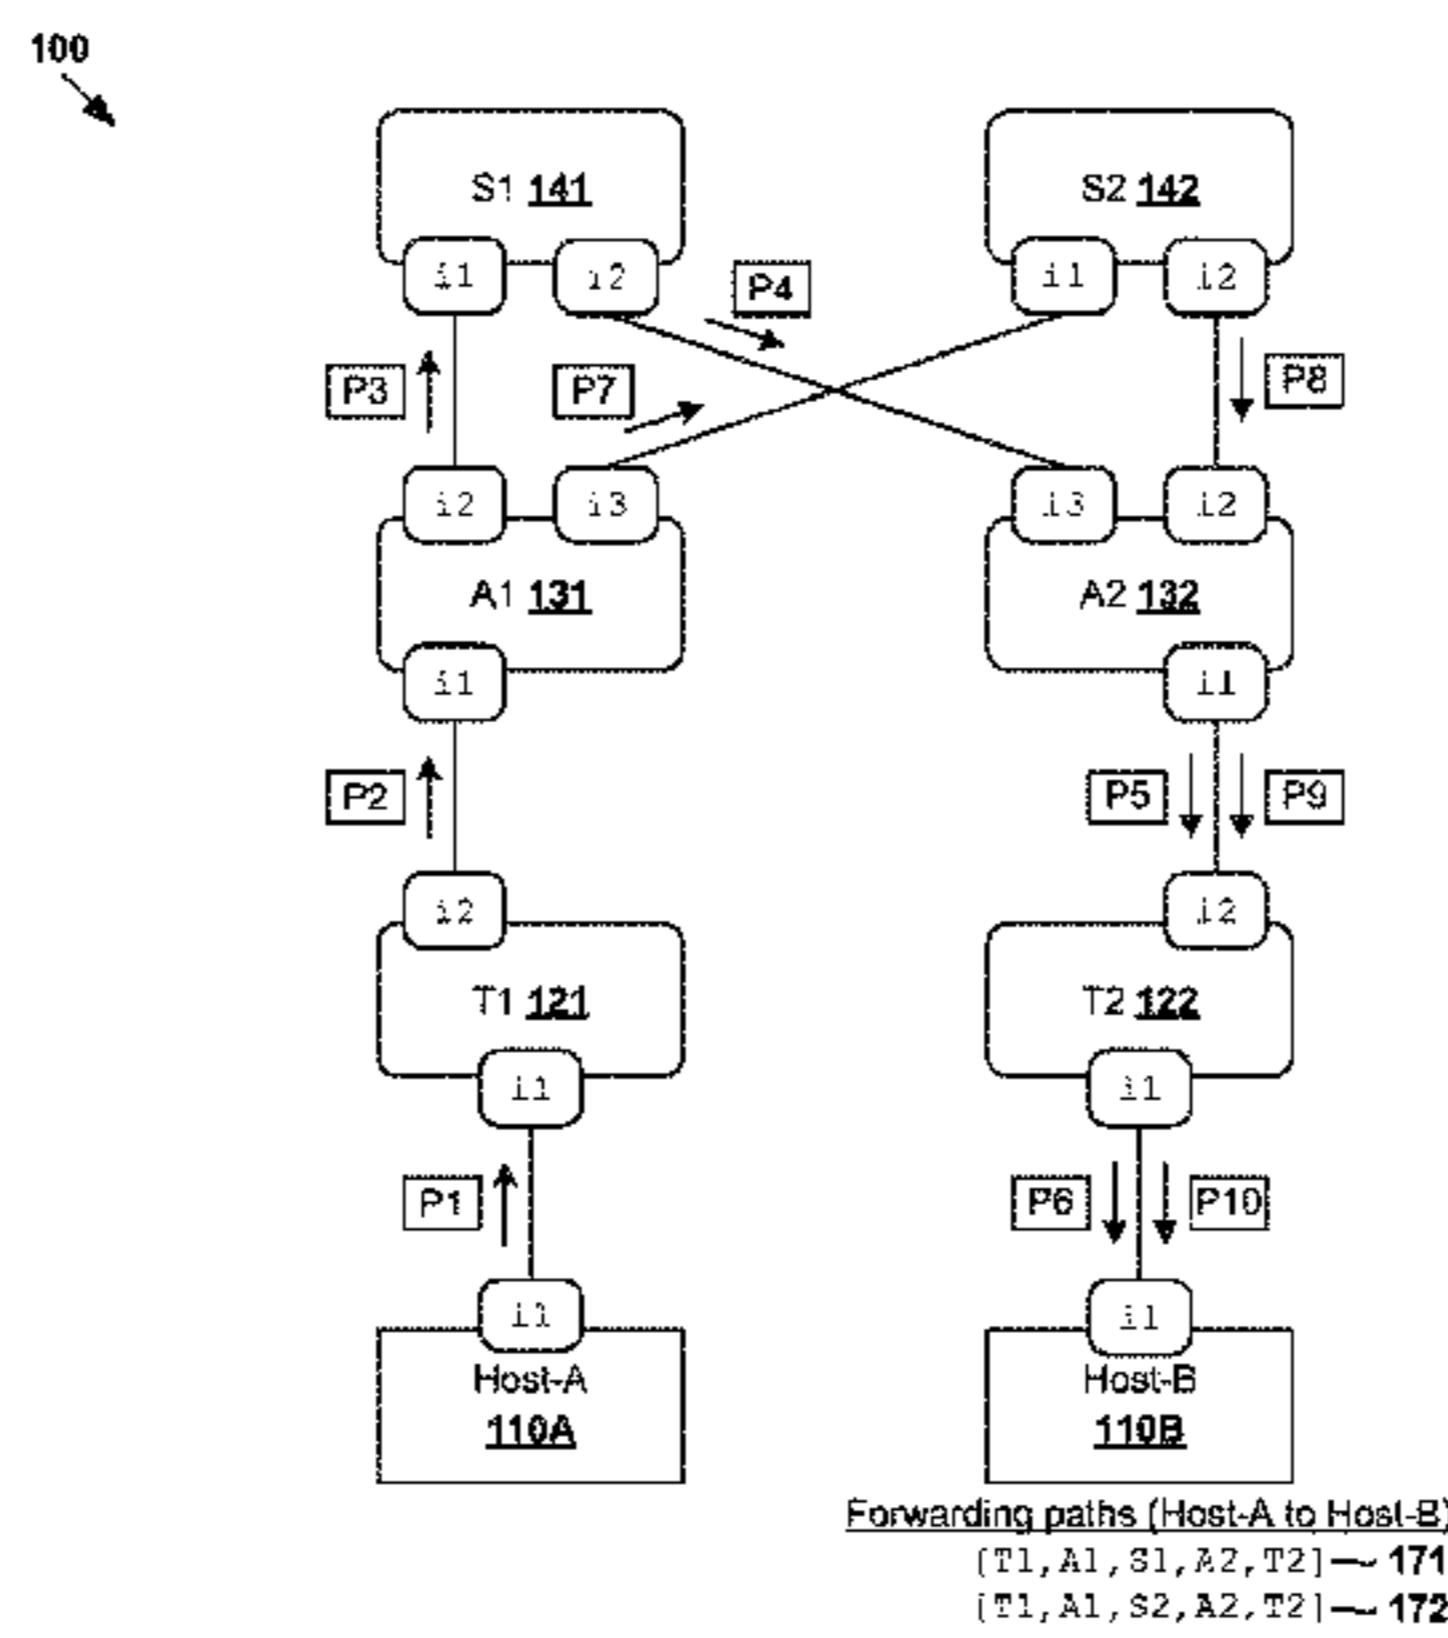 100
S1 141
S2 142
i1
i2
i1
i2
P4
P3
P7
P8
i2
i3
i3
i2
A1 131
A2 132
i1
i1
P2
P5
P9
i2
i2
T1 121
T2 122
i1
i1
P1
P6
P10
i1
i1
Host-A
Host-B
110A
110B
Forwarding paths (Host-A to Host-B)
[T1,A1,S1,A2,T2] 171
[T1,A1,S2,A2,T2] 172